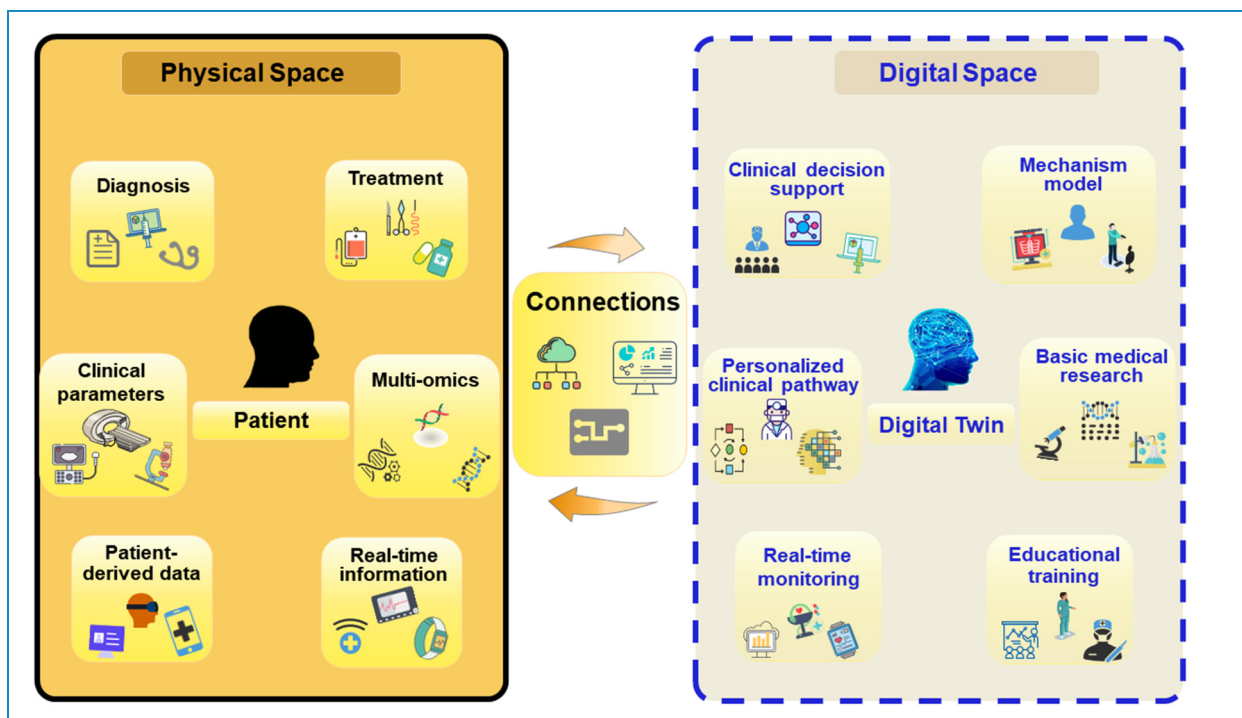 Physical Space
Diagnosis
Treatment
Clinical
parameters
Multi-omics
Patient
Patient-
derived data
Real-time
information
Connections
Digital Space
Clinical decision
support
Mechanism
model
Personalized
clinical pathway
Basic medical
research
Digital Twin
Real-time
monitoring
Educational
training